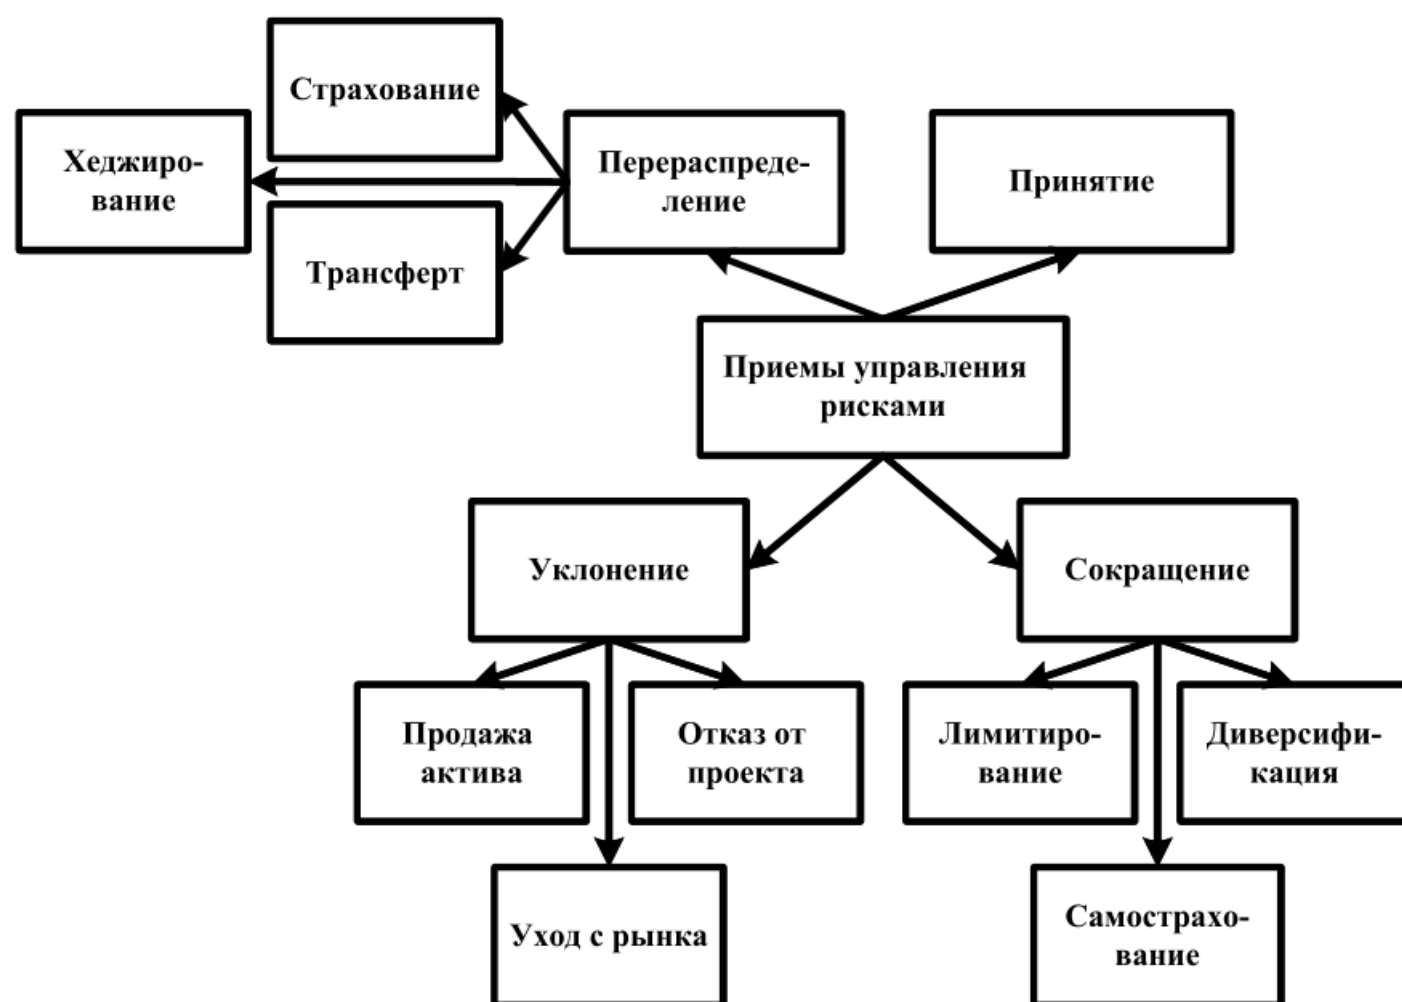 Страхование
Хеджиро-
вание
Трансферт
Перераспреде-
ление
Принятие
Приемы управления
рисками
Уклонение
Сокращение
Продажа
актива
Отказ от
проекта
Уход с рынка
Лимитиро-
вание
Диверсифи-
кация
Самострахо-
вание